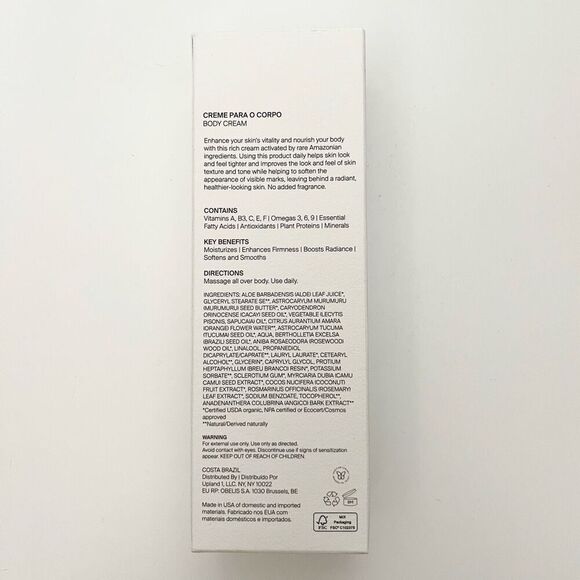 CREME PARA O CORPO
BODY CREAM
Enhance your skin's vitality and nourish your body
with this rich cream activated by rare Amazonian
ingredients. Using this product daily helps skin look
and feel tighter and improves the look and feel of skin
texture and tone while helping to soften the
appearance of visible marks, leaving behind a radiant,
healthier-looking skin. No added fragrance.
CONTAINS
Vitamins A, B3, C, E, F | Omegas 3, 6, 9 | Essential
Fatty Acids | Antioxidants | Plant Proteins | Minerals
KEY BENEFITS
Moisturizes | Enhances Firmness | Boosts Radiance |
Softens and Smooths
DIRECTIONS
Massage all over body. Use daily.
INGREDIENTS: ALOE BARBADENSIS (ALOE) LEAF JUICE*,
GLYCERYL STEARATE SE**, ASTROCARYUM MURUMURU
(MURUMURU) SEED BUTTER*, CARYODENDRON
ORINOCENSE (CACAY) SEED OIL*, VEGETABLE (LECYTIS
PISONIS, SAPUCAIA) OIL*, CITRUS AURANTIUM AMARA
(ORANGE) FLOWER WATER**, ASTROCARYUM TUCUMA
(TUCUMA) SEED OIL*, AQUA, BERTHOLLETIA EXCELSA
(BRAZIL) SEED OIL*, ANIBA ROSAEODORA (ROSEWOOD)
WOOD OIL*, LINALOOL, PROPANEDIOL
DICAPRYLATE/CAPRATE**, LAURYL LAURATE*, CETEARYL
ALCOHOL**, GLYCERIN*, CAPRYLYL GLYCOL, PROTIUM
HEPTAPHYLLUM (BREU BRANCO) RESIN*, POTASSIUM
SORBATE**, SCLEROTIUM GUM*, MYRCIARIA DUBIA (CAMU
CAMU) SEED EXTRACT*, COCOS NUCIFERA (COCONUT)
FRUIT EXTRACT*, ROSMARINUS OFFICINALIS (ROSEMARY)
LEAF EXTRACT*, SODIUM BENZOATE, TOCOPHEROL**,
ANADENANTHERA COLUBRINA (ANGICO) BARK EXTRACT**
*Certified USDA organic, NPA certified or Ecocert/Cosmos
approved
**Natural/Derived naturally
WARNING
For external use only. Use only as directed.
Avoid contact with eyes. Discontinue use if signs of sensitization
appear. KEEP OUT OF REACH OF CHILDREN.
COSTA BRAZIL
Distributed By | Distribuído Por
Upland 1, LLC. NY, NY 10022
EU RP: OBELIS S.A. 1030 Brussels, BE
Made in USA of domestic and imported
materials. Fabricado nos EUA com
materiais domésticos e importados.
FSC
MIX
Packaging